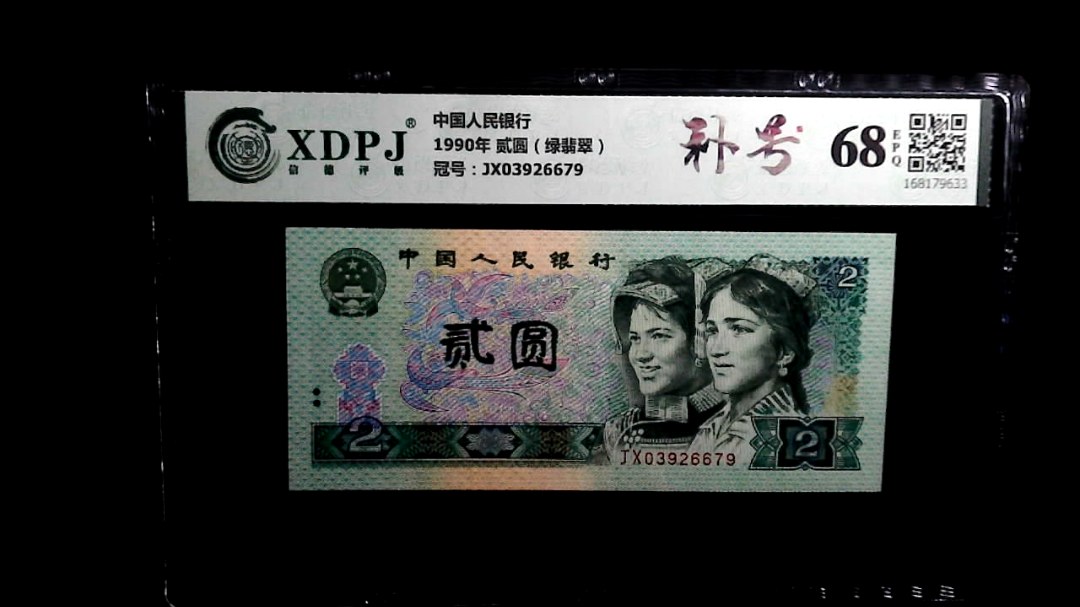 XDPJ®
信德评级
中国人民银行
1990年 贰圆（绿翡翠）
冠号：JX03926679
补号
68
EPQ
168179633
中国人民银行
2
贰圆
2
JX03926679
2